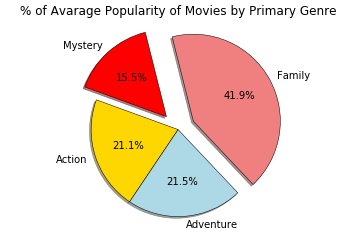 % of Avarage Popularity of Movies by Primary Genre
Mystery
15.5%
Family
41.9%
Action
21.1%
21.5%
Adventure